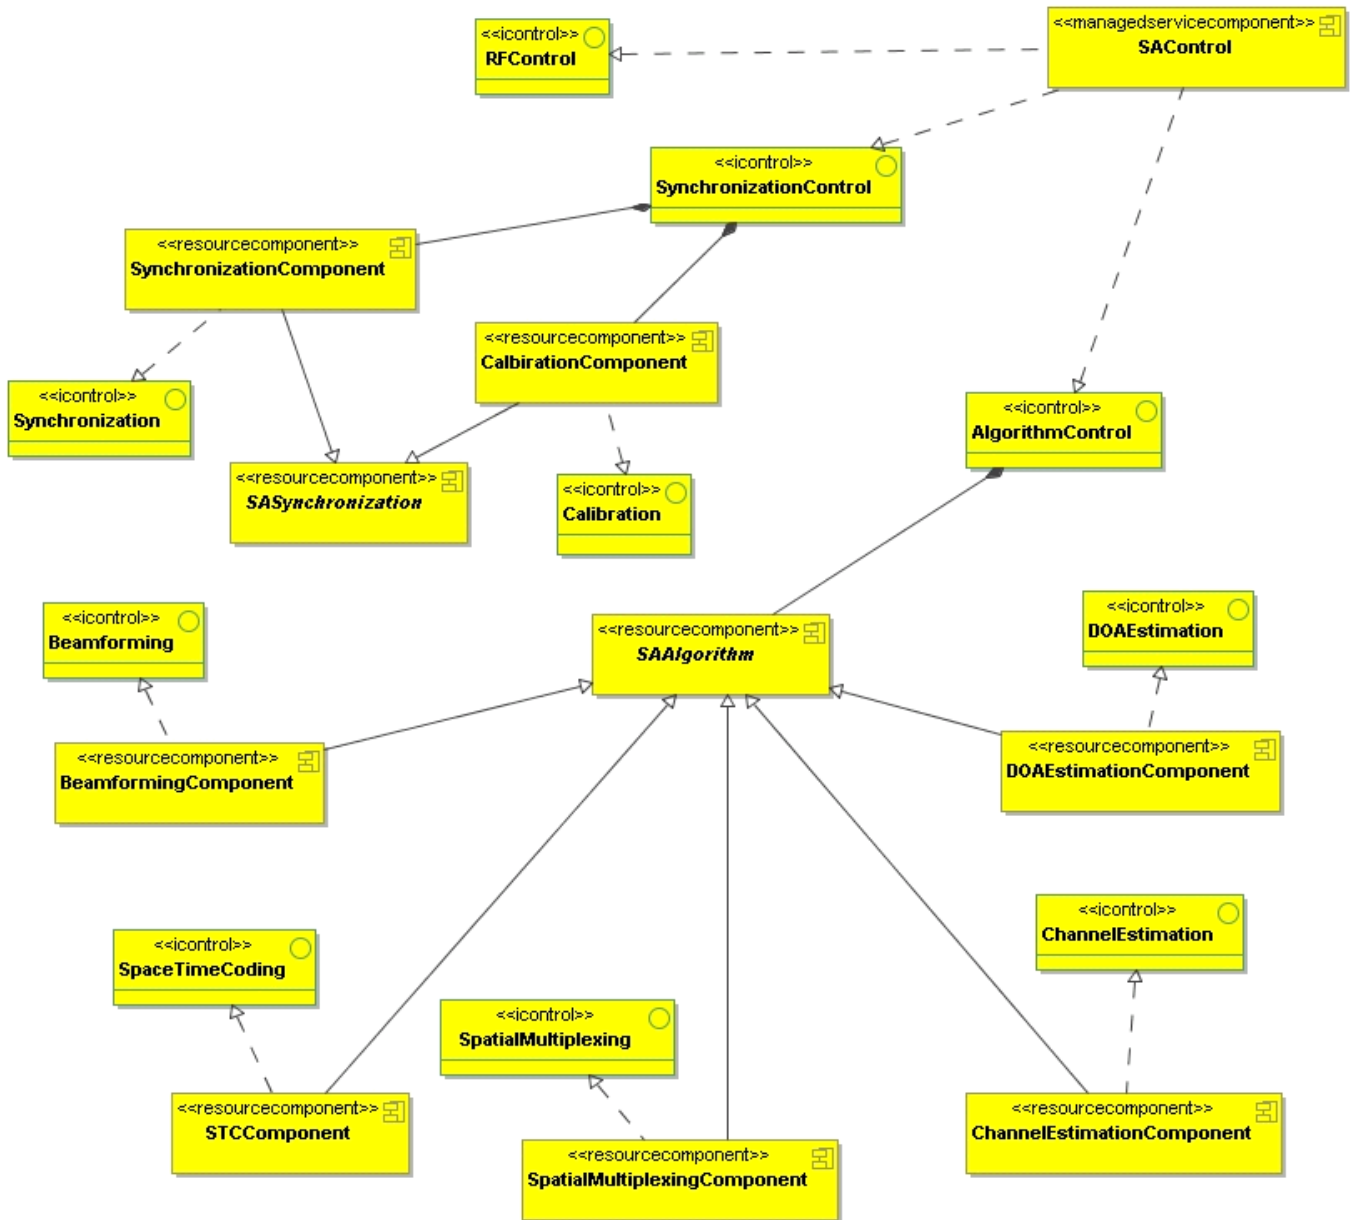 <<icontrol>>
RFControl
<<managedservicecomponent>>
SAControl
<<icontrol>>
SynchronizationControl
<<resourcecomponent>>
SynchronizationComponent
<<resourcecomponent>>
CalbirationComponent
<<icontrol>>
Synchronization
<<icontrol>>
AlgorithmControl
<<resourcecomponent>>
SASynchronization
<<icontrol>>
Calibration
<<icontrol>>
Beamforming
<<resourcecomponent>>
SAAlgorithm
<<icontrol>>
DOAEstimation
<<resourcecomponent>>
BeamformingComponent
<<resourcecomponent>>
DOAEstimationComponent
<<icontrol>>
ChannelEstimation
<<icontrol>>
SpaceTimeCoding
<<icontrol>>
SpatialMultiplexing
<<resourcecomponent>>
STCComponent
<<resourcecomponent>>
ChannelEstimationComponent
<<resourcecomponent>>
SpatialMultiplexingComponent